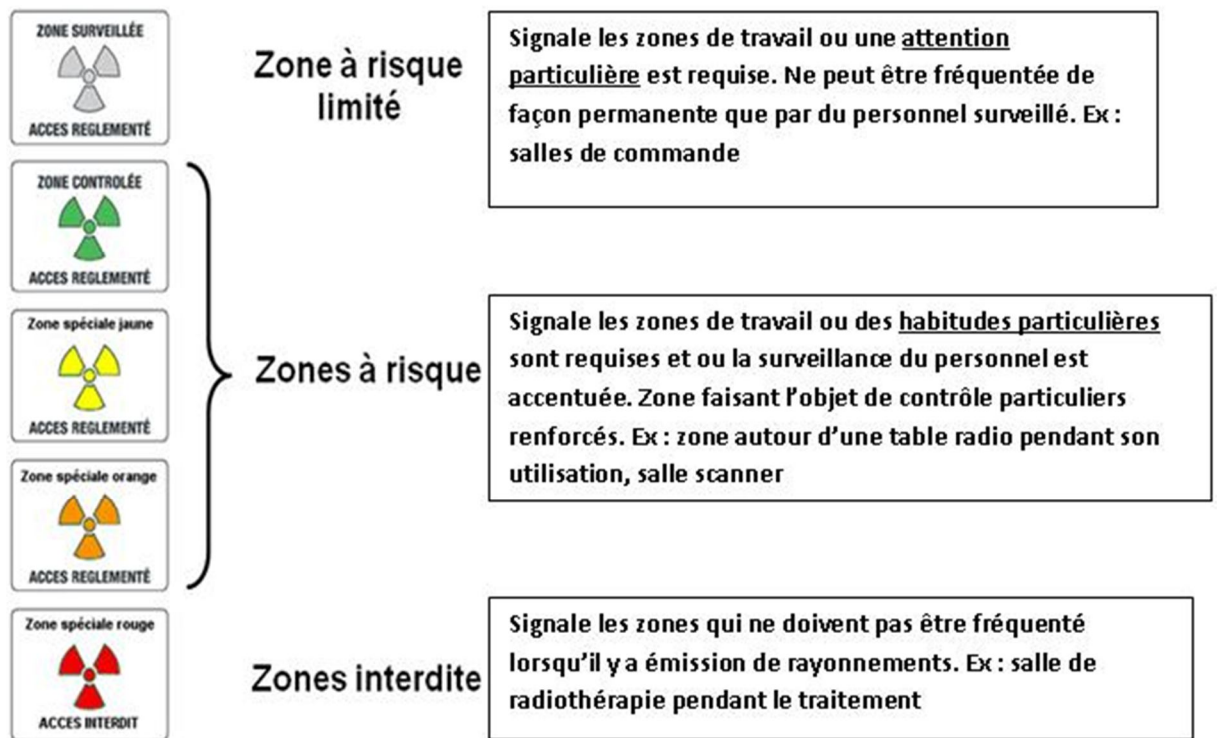 ZONE SURVEILLÉE
ACCES REGLEMENTÉ
Zone à risque
limité
Signale les zones de travail ou une attention
particulière est requise. Ne peut être fréquentée de
façon permanente que par du personnel surveillé. Ex :
salles de commande
ZONE CONTROLÉE
ACCES REGLEMENTÉ
Zone spéciale jaune
ACCES REGLEMENTÉ
Zone spéciale orange
ACCES REGLEMENTÉ
Zones à risque
Signale les zones de travail ou des habitudes particulières
sont requises et ou la surveillance du personnel est
accentuée. Zone faisant l’objet de contrôle particuliers
renforcés. Ex : zone autour d’une table radio pendant son
utilisation, salle scanner
Zone spéciale rouge
ACCES INTERDIT
Zones interdite
Signale les zones qui ne doivent pas être fréquenté
lorsqu’il y a émission de rayonnements. Ex : salle de
radiothérapie pendant le traitement